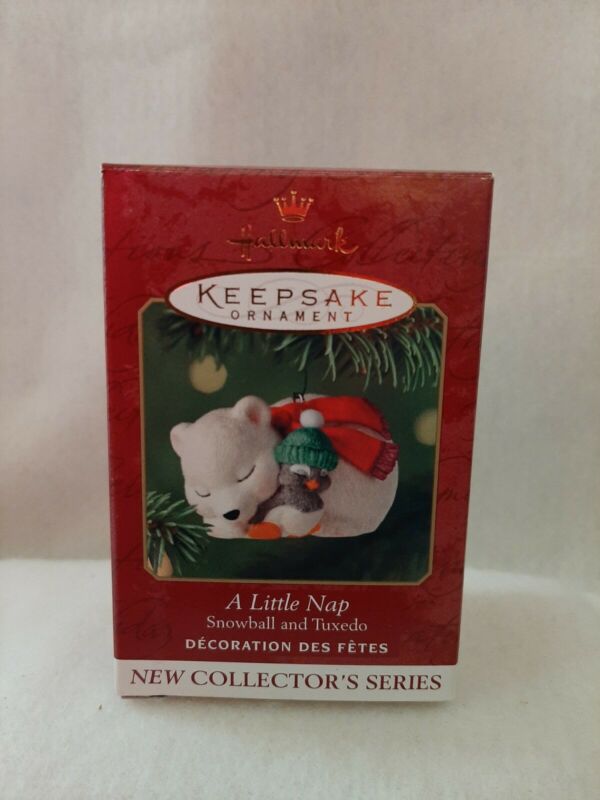 Hallmark
KEEPSAKE
ORNAMENT
A Little Nap
Snowball and Tuxedo
DÉCORATION DES FÊTES
NEW COLLECTOR'S SERIES